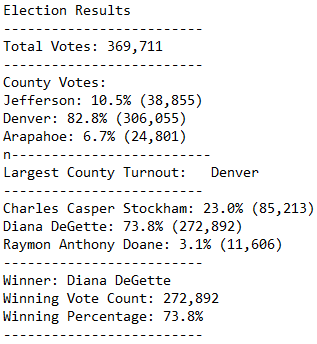 Election Results
-------------------------
Total Votes: 369,711
-------------------------
County Votes:
Jefferson: 10.5% (38,855)
Denver: 82.8% (306,055)
Arapahoe: 6.7% (24,801)
n-------------------------
Largest County Turnout:   Denver
-------------------------
Charles Casper Stockham: 23.0% (85,213)
Diana DeGette: 73.8% (272,892)
Raymon Anthony Doane: 3.1% (11,606)
-------------------------
Winner: Diana DeGette
Winning Vote Count: 272,892
Winning Percentage: 73.8%
-------------------------